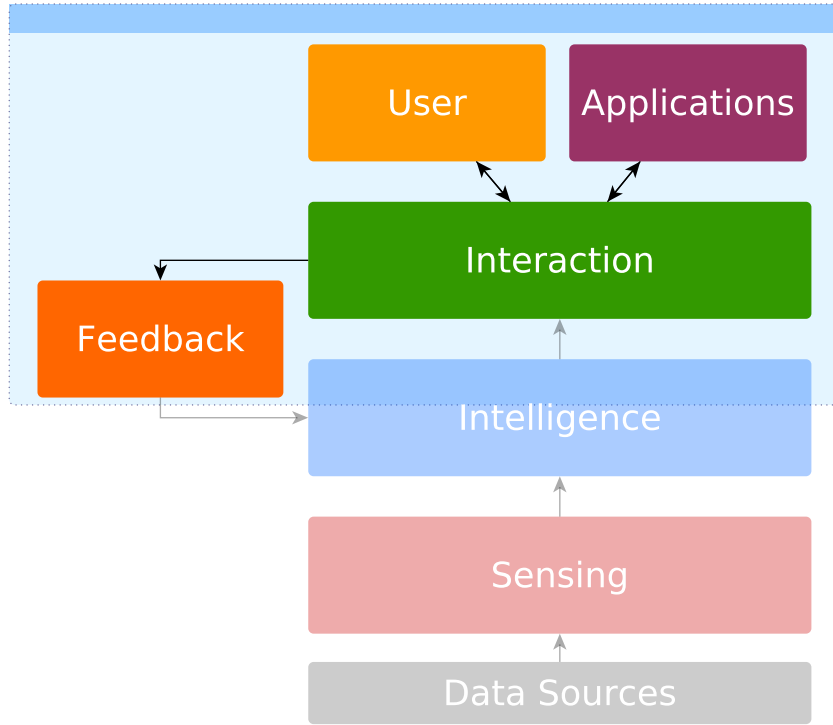 User
Applications
Interaction
Feedback
Intelligence
Sensing
Data Sources